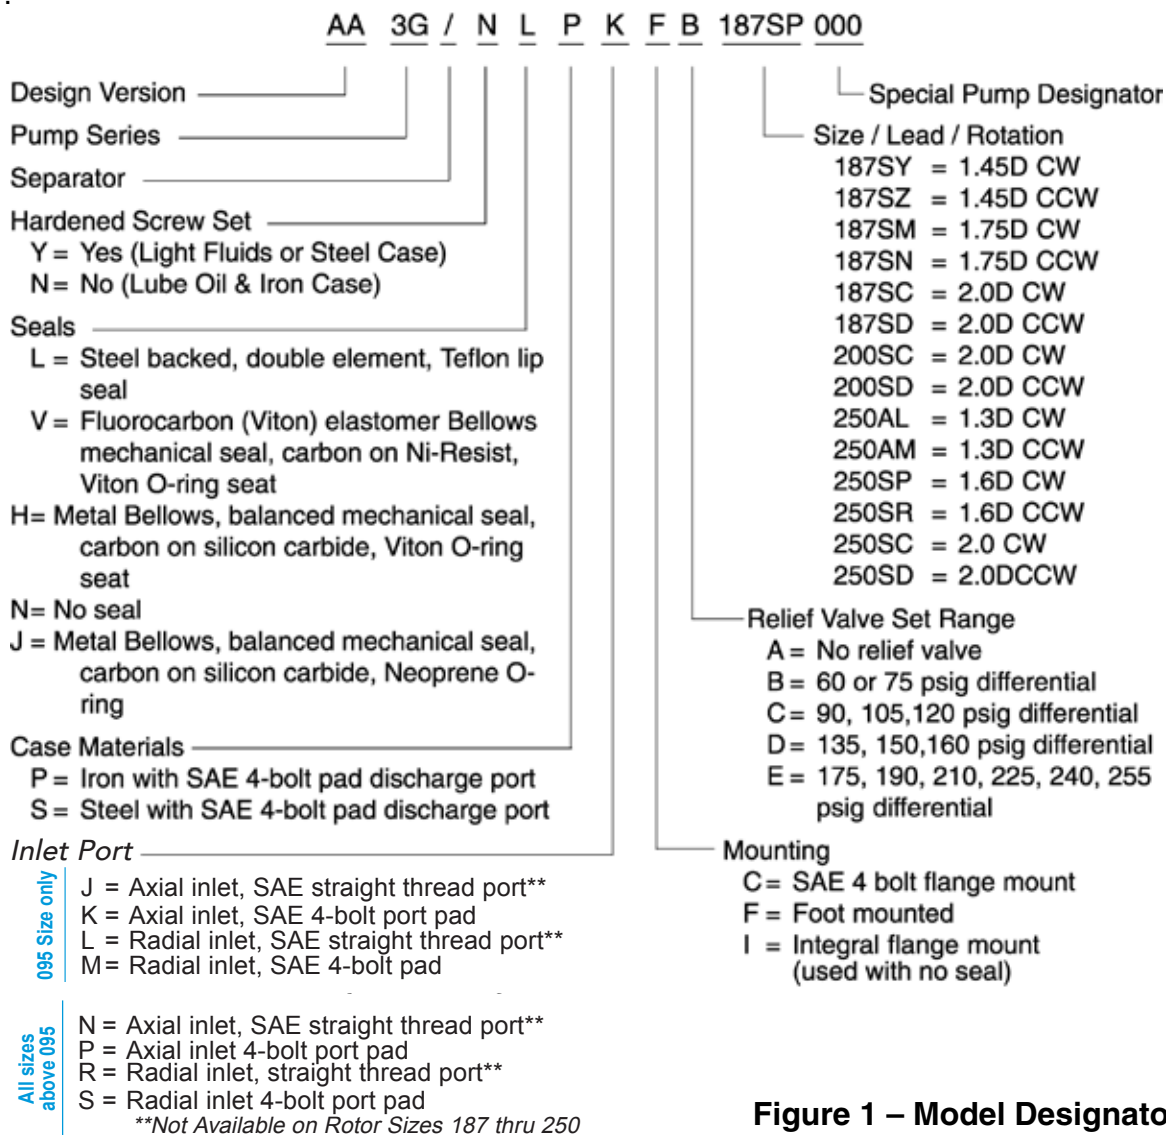 .
AA 3G / N L P K F B 187SP 000
Design Version
Pump Series
Separator
Hardened Screw Set
Y = Yes (Light Fluids or Steel Case)
N = No (Lube Oil & Iron Case)
Seals
L = Steel backed, double element, Teflon lip
seal
V = Fluorocarbon (Viton) elastomer Bellows
mechanical seal, carbon on Ni-Resist,
Viton O-ring seat
H= Metal Bellows, balanced mechanical seal,
carbon on silicon carbide, Viton O-ring
seat
N= No seal
J = Metal Bellows, balanced mechanical seal,
carbon on silicon carbide, Neoprene O-
ring
Case Materials
P = Iron with SAE 4-bolt pad discharge port
S = Steel with SAE 4-bolt pad discharge port
Inlet Port
095 Size only
J = Axial inlet, SAE straight thread port**
K = Axial inlet, SAE 4-bolt port pad
L = Radial inlet, SAE straight thread port**
M = Radial inlet, SAE 4-bolt pad
All sizes
above 095
N = Axial inlet, SAE straight thread port**
P = Axial inlet 4-bolt port pad
R = Radial inlet, straight thread port**
S = Radial inlet 4-bolt port pad
**Not Available on Rotor Sizes 187 thru 250
Special Pump Designator
Size / Lead / Rotation
187SY = 1.45D CW
187SZ = 1.45D CCW
187SM = 1.75D CW
187SN = 1.75D CCW
187SC = 2.0D CW
187SD = 2.0D CCW
200SC = 2.0D CW
200SD = 2.0D CCW
250AL = 1.3D CW
250AM = 1.3D CCW
250SP = 1.6D CW
250SR = 1.6D CCW
250SC = 2.0 CW
250SD = 2.0DCCW
Relief Valve Set Range
A = No relief valve
B = 60 or 75 psig differential
C = 90, 105,120 psig differential
D = 135, 150,160 psig differential
E = 175, 190, 210, 225, 240, 255
psig differential
Mounting
C = SAE 4 bolt flange mount
F = Foot mounted
I = Integral flange mount
(used with no seal)
Figure 1 – Model Designato